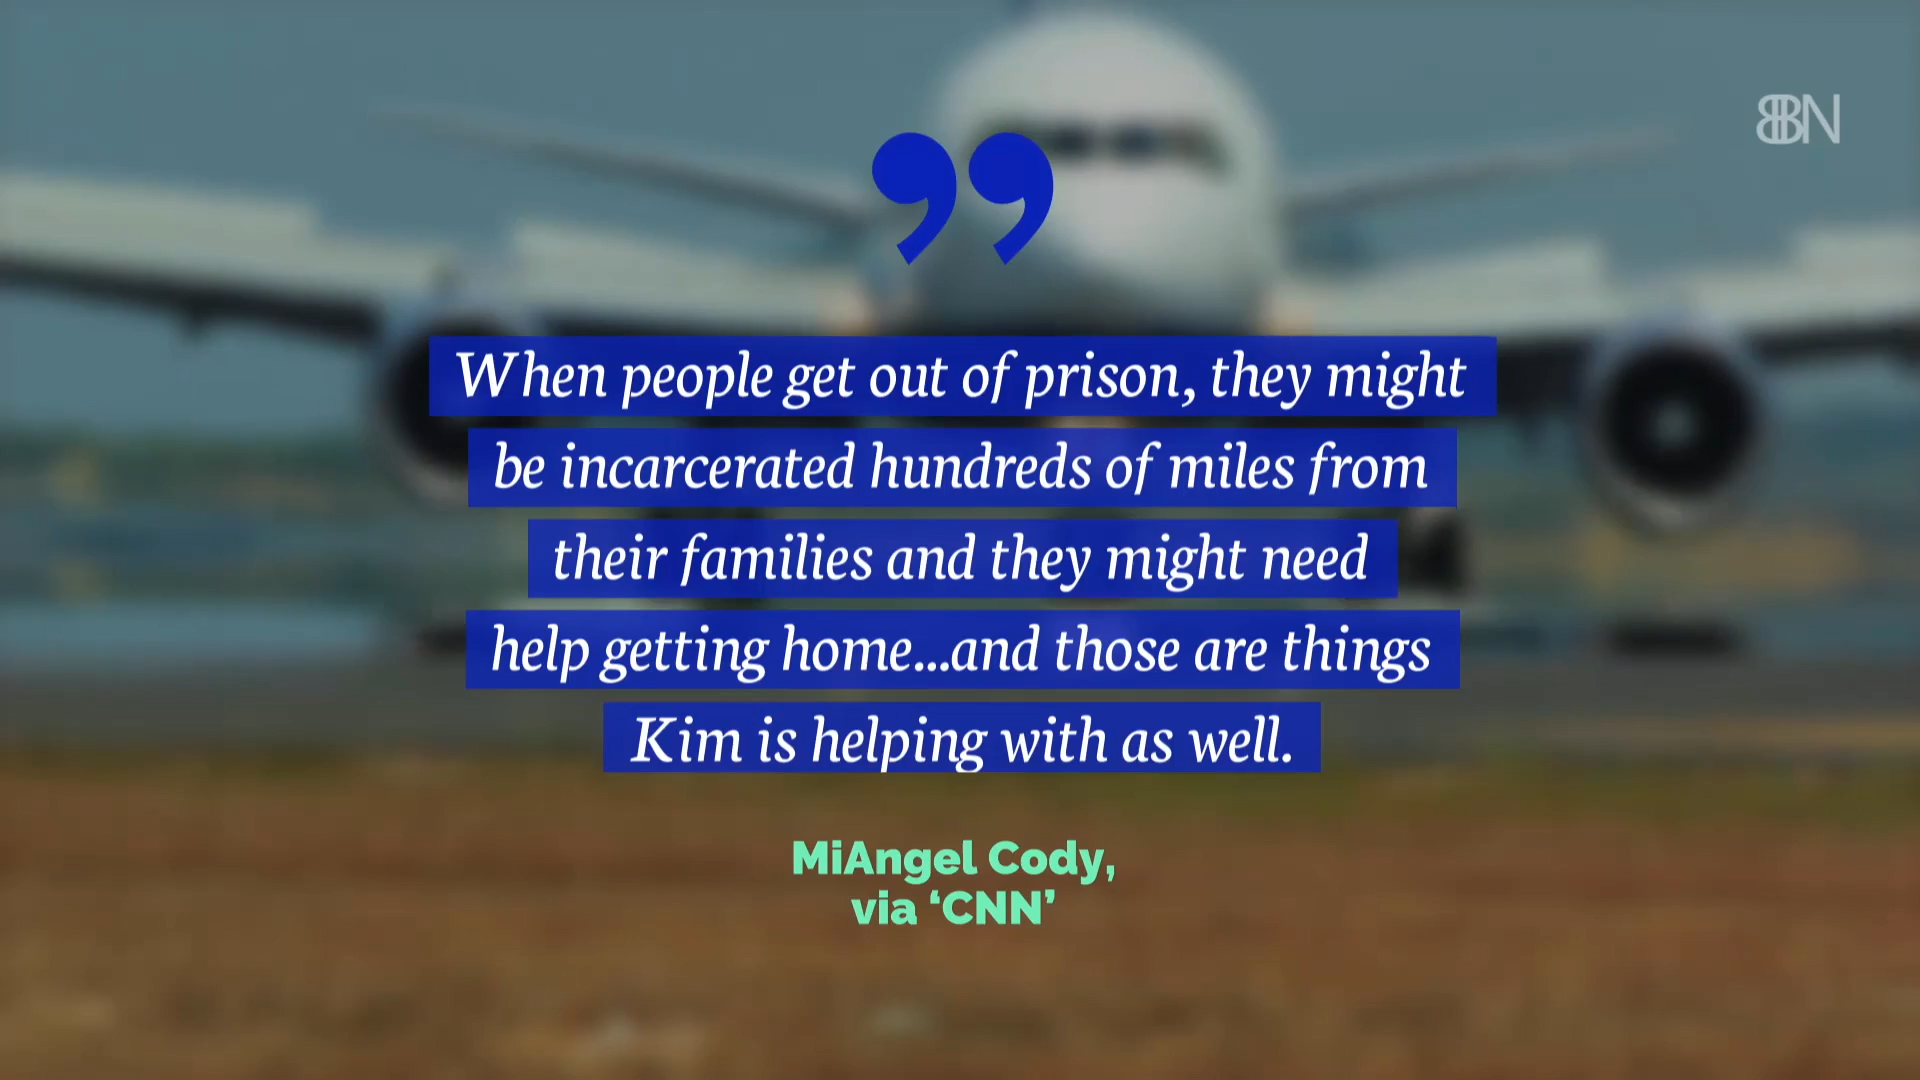 BBN
”
When people get out of prison, they might
be incarcerated hundreds of miles from
their families and they might need
help getting home...and those are things
Kim is helping with as well.
MiAngel Cody,
via ‘CNN’